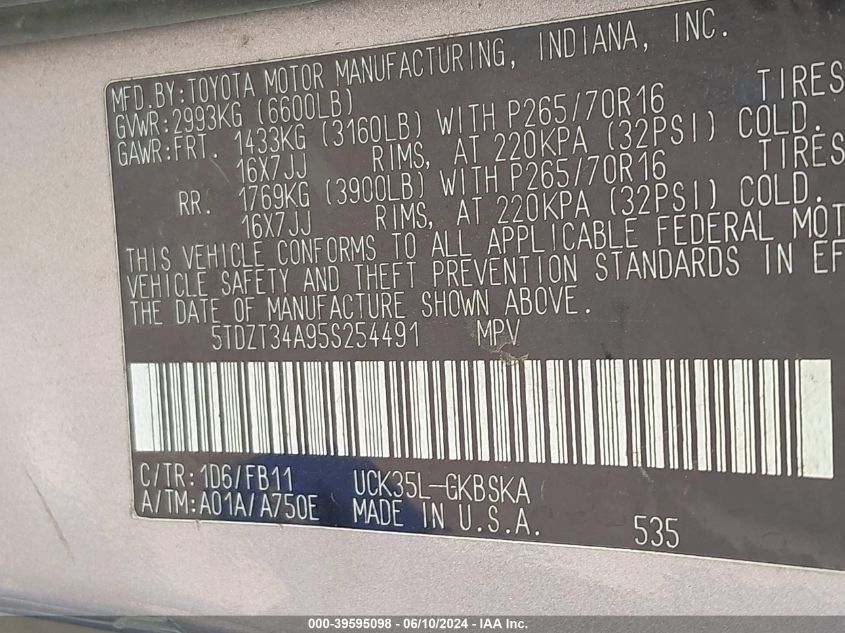 MFD.BY:TOYOTA MOTOR MANUFACTURING, INDIANA, INC.
GVWR:2993KG (6600LB)
GAWR:FRT. 1433KG (3160LB) WITH P265/70R16 TIRES
16X7JJ RIMS, AT 220KPA (32PSI) COLD.
RR. 1769KG (3900LB) WITH P265/70R16 TIRES
16X7JJ RIMS, AT 220KPA (32PSI) COLD.
THIS VEHICLE CONFORMS TO ALL APPLICABLE FEDERAL MOT
VEHICLE SAFETY AND THEFT PREVENTION STANDARDS IN EF
THE DATE OF MANUFACTURE SHOWN ABOVE.
5TDZT34A95S254491 MPV
C/TR:1D6/FB11 UCK35L-GKBSKA
A/TM:A01A/A750E MADE IN U.S.A. 535
000-39595098 - 06/10/2024 - IAA Inc.